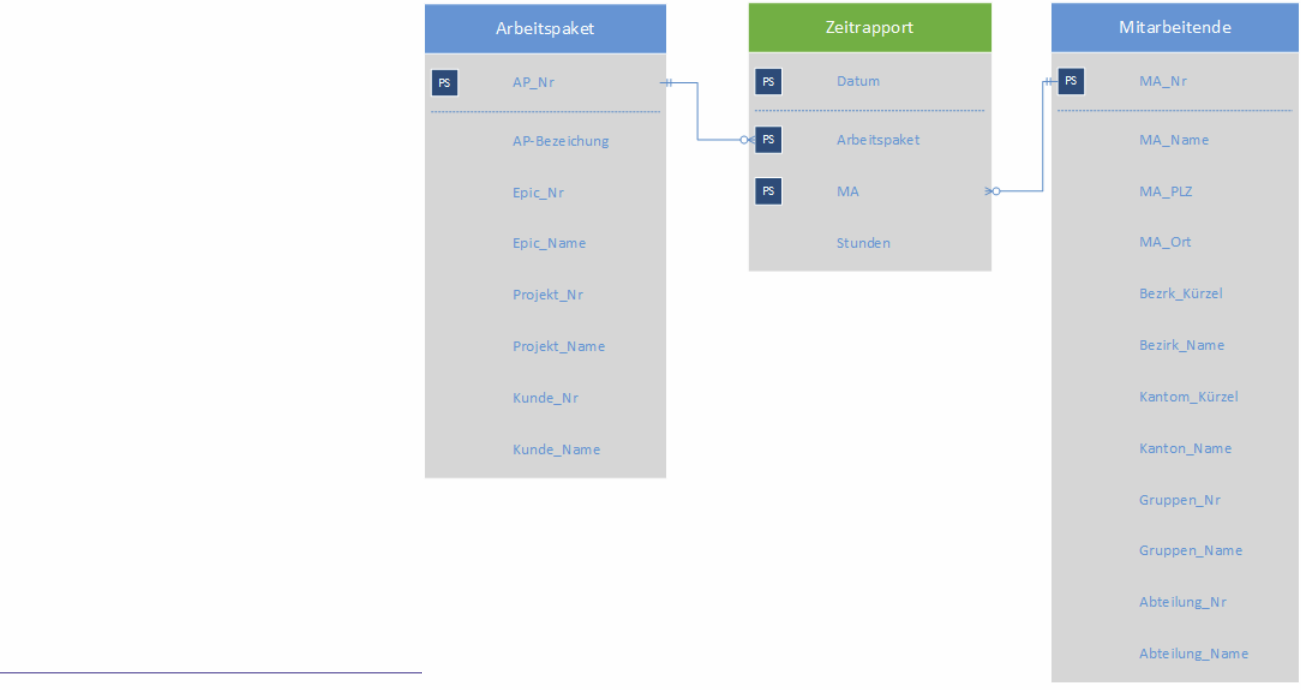 Arbeitspaket
PS AP_Nr
AP-Bezeichung
Epic_Nr
Epic_Name
Projekt_Nr
Projekt_Name
Kunde_Nr
Kunde_Name
Zeitrapport
PS Datum
PS Arbeitspaket
PS MA
Stunden
Mitarbeitende
PS MA_Nr
MA_Name
MA_PLZ
MA_Ort
Bezrk_Kürzel
Bezirk_Name
Kantom_Kürzel
Kanton_Name
Gruppen_Nr
Gruppen_Name
Abteilung_Nr
Abteilung_Name